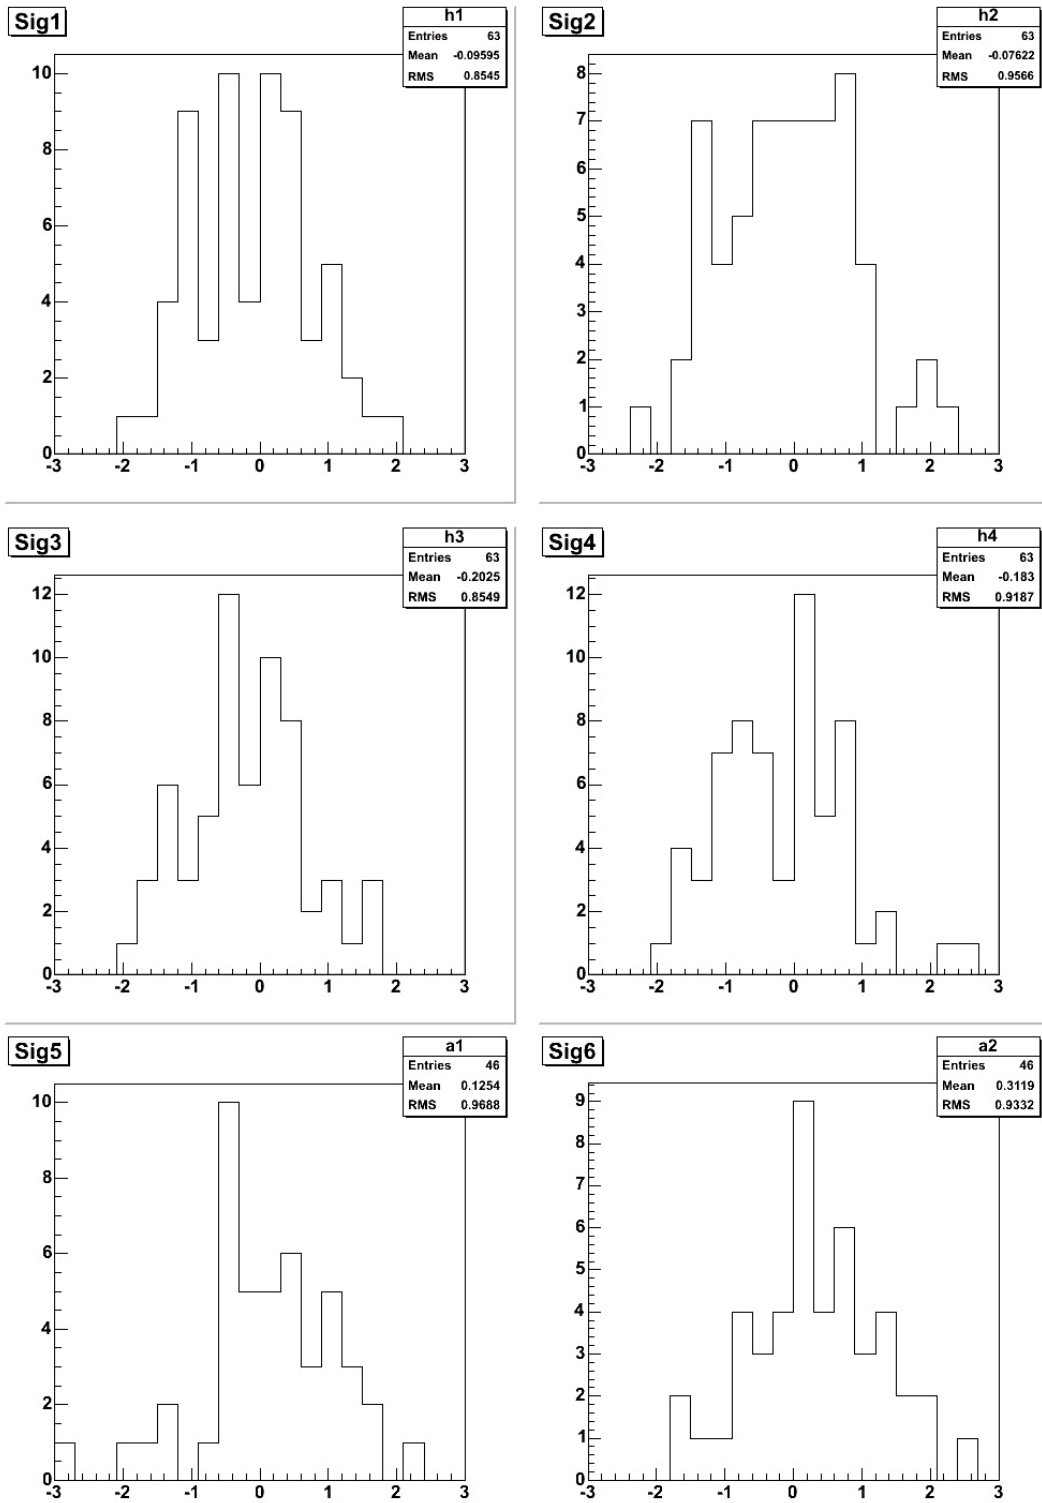 Sig1
h1
Entries 63
Mean -0.09595
RMS 0.8545
10
8
6
4
2
0
-3 -2 -1 0 1 2 3
Sig2
h2
Entries 63
Mean -0.07622
RMS 0.9566
8
7
6
5
4
3
2
1
0
-3 -2 -1 0 1 2 3
Sig3
h3
Entries 63
Mean -0.2025
RMS 0.8549
12
10
8
6
4
2
0
-3 -2 -1 0 1 2 3
Sig4
h4
Entries 63
Mean -0.183
RMS 0.9187
12
10
8
6
4
2
0
-3 -2 -1 0 1 2 3
Sig5
a1
Entries 46
Mean 0.1254
RMS 0.9688
10
8
6
4
2
0
-3 -2 -1 0 1 2 3
Sig6
a2
Entries 46
Mean 0.3119
RMS 0.9332
9
8
7
6
5
4
3
2
1
0
-3 -2 -1 0 1 2 3